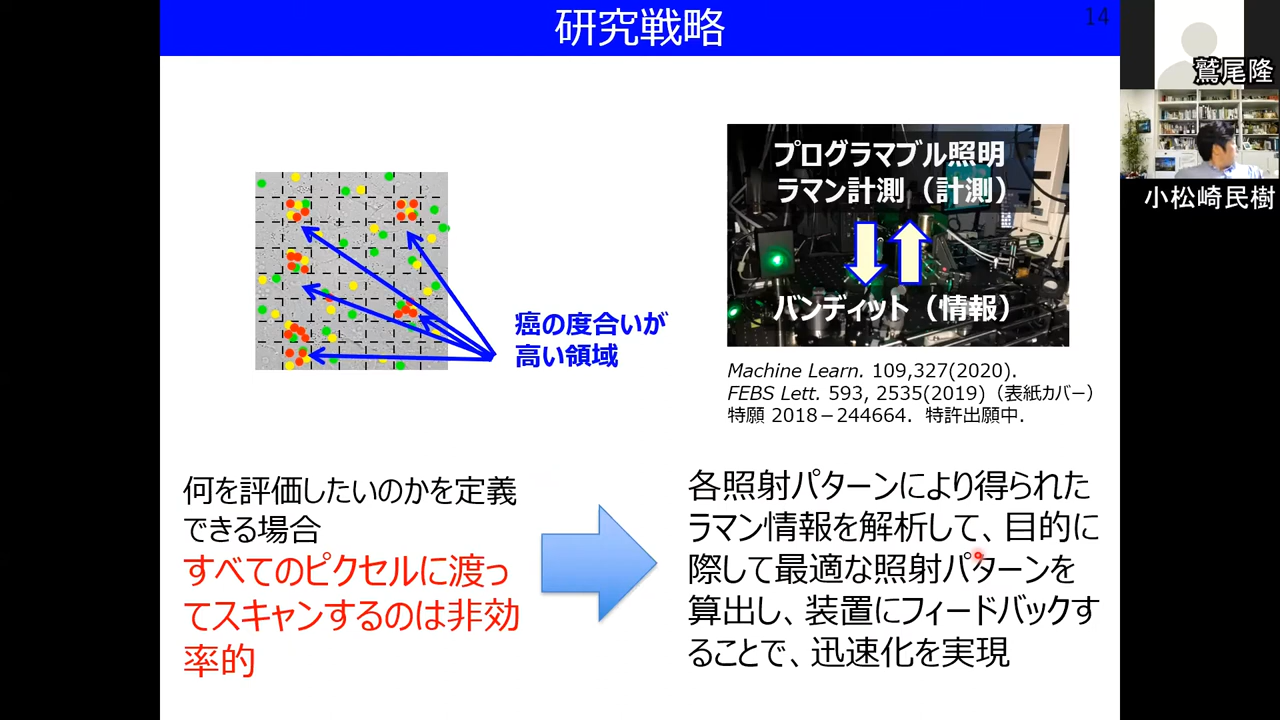 研究戦略
14
鷲尾隆
小松崎民樹
プログラマブル照明
ラマン計測（計測）
バンディット（情報）
癌の度合いが
高い領域
Machine Learn. 109,327(2020).
FEBS Lett. 593, 2535(2019)（表紙カバー）
特願 2018－244664．特許出願中．
何を評価したいのかを定義
できる場合
すべてのピクセルに渡っ
てスキャンするのは非効
率的
各照射パターンにより得られた
ラマン情報を解析して、目的に
際して最適な照射パターンを
算出し、装置にフィードバックす
ることで、迅速化を実現